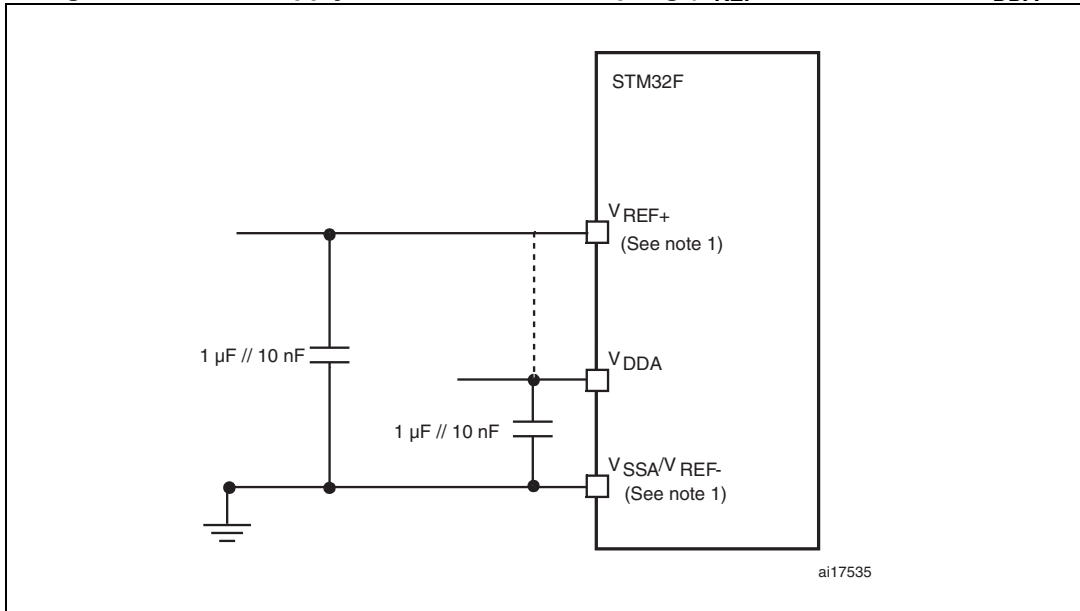 STM32F
VREF+
(See note 1)
1 µF // 10 nF
VDDA
1 µF // 10 nF
VSSA/VREF-
(See note 1)
ai17535